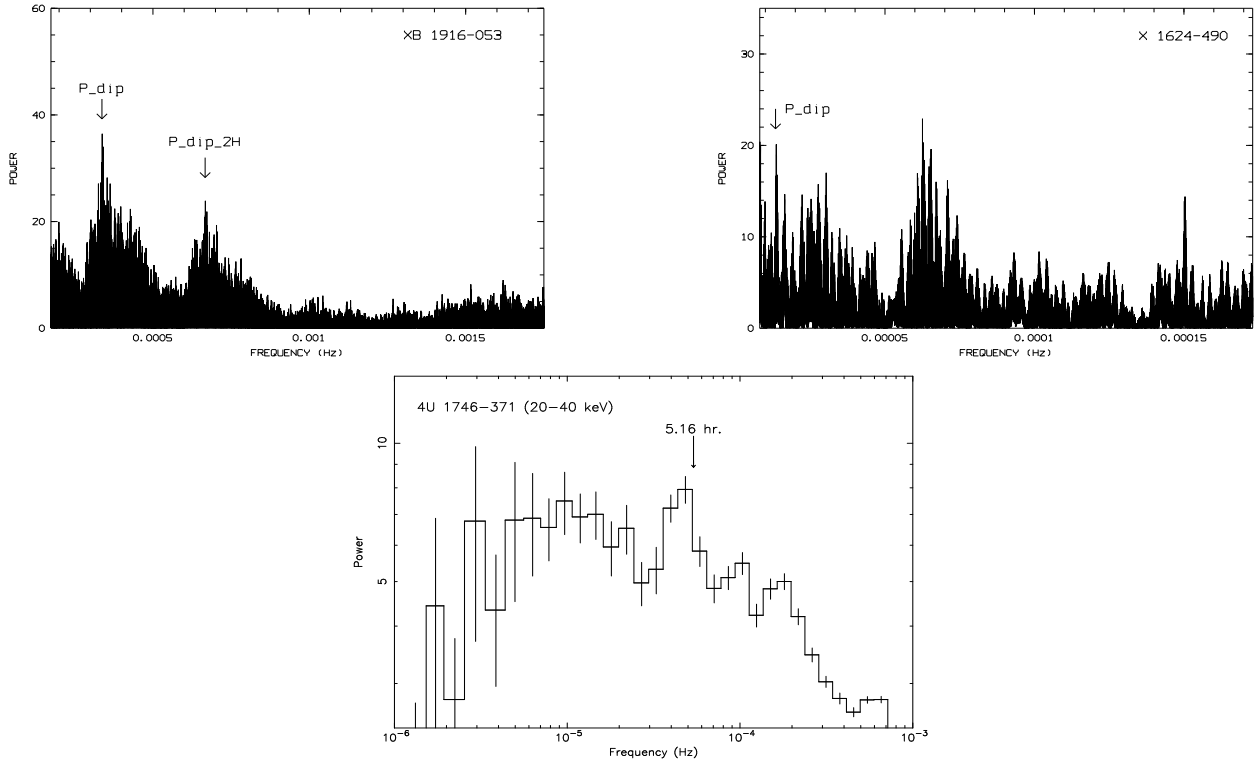 60
40
20
0
POWER
XB 1916-053
P_dip
P_dip_2H
0.0005
0.001
0.0015
FREQUENCY (Hz)
30
20
10
0
POWER
X 1624-490
P_dip
0.00005
0.0001
0.00015
FREQUENCY (Hz)
10
5
Power
4U 1746-371 (20-40 keV)
5.16 hr.
10⁻⁶
10⁻⁵
10⁻⁴
10⁻³
Frequency (Hz)